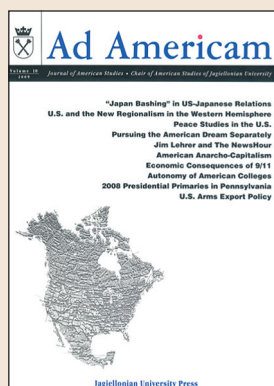 Ad Americam
Volume 10
2009
Journal of American Studies • Chair of American Studies of Jagiellonian University
"Japan Bashing" in US-Japanese Relations
U.S. and the New Regionalism in the Western Hemisphere
Peace Studies in the U.S.
Pursuing the American Dream Separately
Jim Lehrer and The NewsHour
American Anarcho-Capitalism
Economic Consequences of 9/11
Autonomy of American Colleges
2008 Presidential Primaries in Pennsylvania
U.S. Arms Export Policy
Jagiellonian University Press